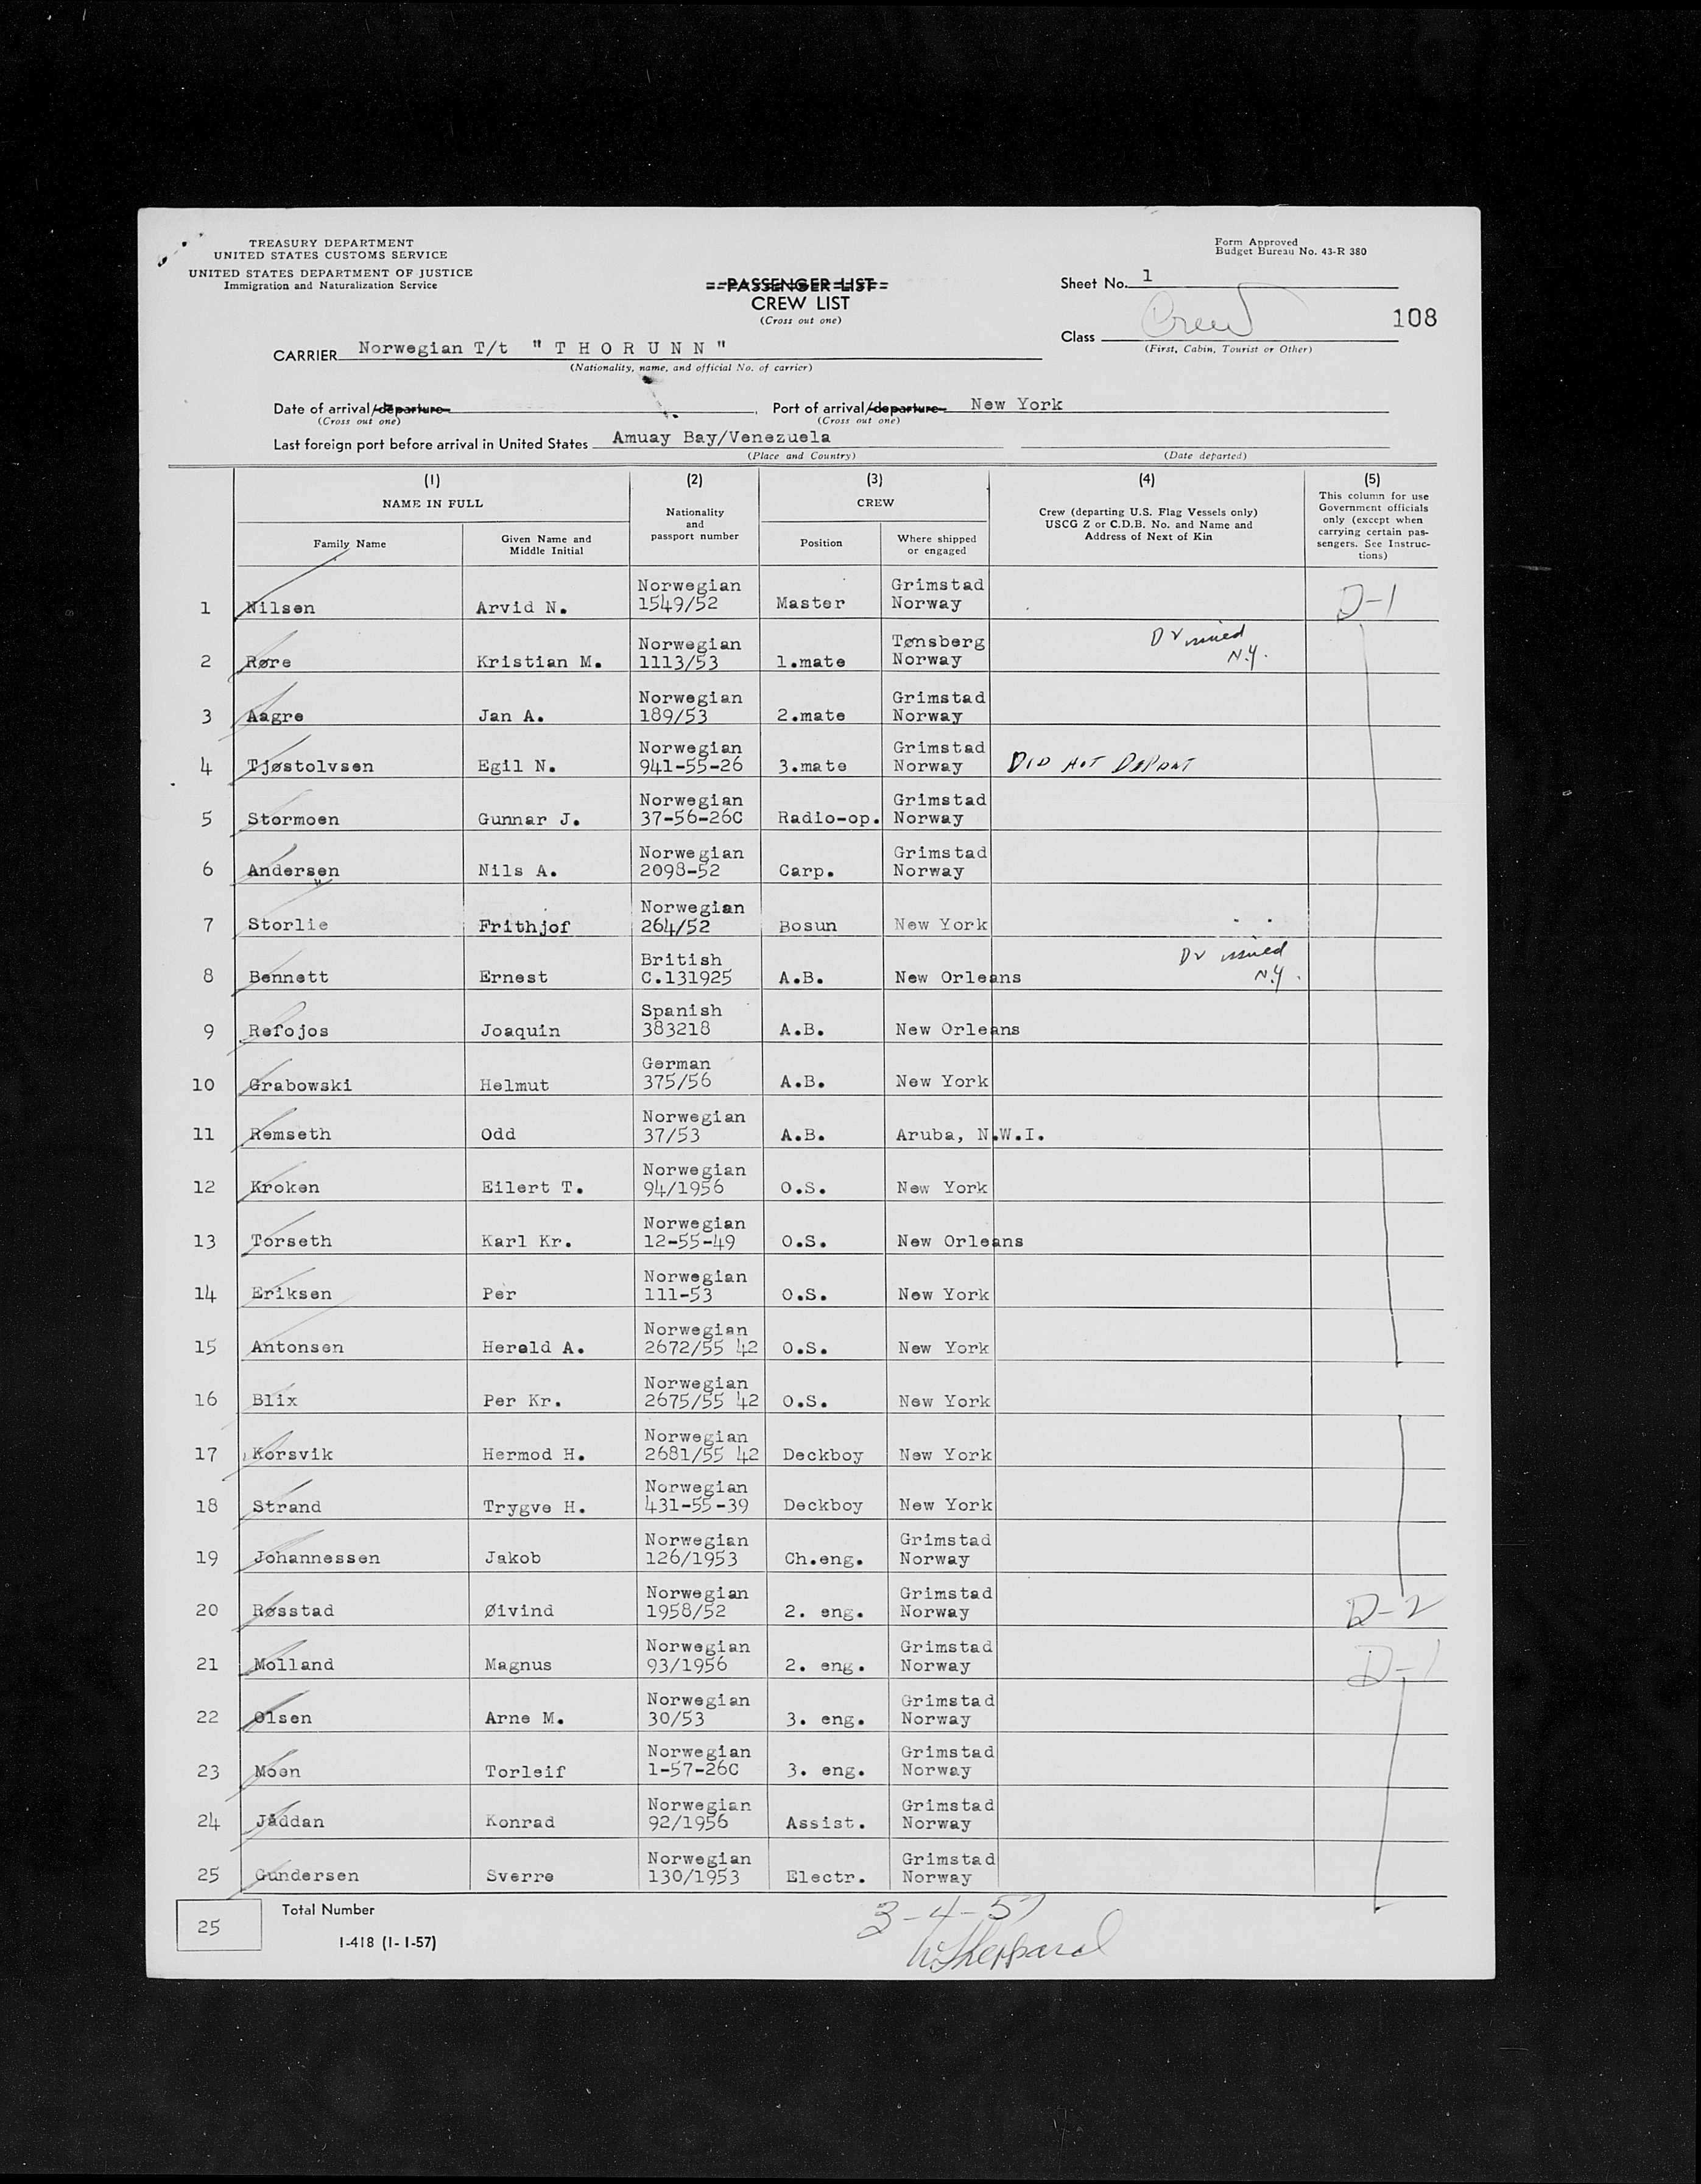 TREASURY DEPARTMENT
UNITED STATES CUSTOMS SERVICE
UNITED STATES DEPARTMENT OF JUSTICE
Immigration and Naturalization Service
PASSENGER LIST
CREW LIST
(Cross out one)
Form Approved
Budget Bureau No. 43-R 380
Sheet No. 1
Class Crew
(First, Cabin, Tourist or Other)
108
CARRIER Norwegian T/t "THORUNN"
(Nationality, name, and official No. of carrier)
Date of arrival/departure
(Cross out one)
Port of arrival/departure New York
(Cross out one)
Last foreign port before arrival in United States Amuay Bay/Venezuela
(Place and Country)
(Date departed)
(1) (2) (3) (4) (5)
NAME IN FULL
Family Name
Given Name and Middle Initial
Nationality and passport number
CREW
Position
Where shipped or engaged
Crew (departing U.S. Flag Vessels only)
USCG Z or C.D.B. No. and Name and
Address of Next of Kin
This column for use
Government officials
only (except when
carrying certain pas-
sengers. See Instruc-
tions)
1 Nilsen Arvid N. Norwegian 1549/52 Master Grimstad Norway D-1
2 Røre Kristian M. Norwegian 1113/53 1.mate Tønsberg Norway DV issued N.Y.
3 Aagre Jan A. Norwegian 189/53 2.mate Grimstad Norway
4 Tjøstolvsen Egil N. Norwegian 941-55-26 3.mate Grimstad Norway DID NOT DEPART
5 Stormoen Gunnar J. Norwegian 37-56-26C Radio-op. Grimstad Norway
6 Andersen Nils A. Norwegian 2098-52 Carp. Grimstad Norway
7 Storlie Frithjof Norwegian 264/52 Bosun New York
8 Bennett Ernest British C.131925 A.B. New Orleans DV issued N.Y.
9 Refojos Joaquin Spanish 383218 A.B. New Orleans
10 Grabowski Helmut German 375/56 A.B. New York
11 Remseth Odd Norwegian 37/53 A.B. Aruba, N.W.I.
12 Kroken Eilert T. Norwegian 94/1956 O.S. New York
13 Torseth Karl Kr. Norwegian 12-55-49 O.S. New Orleans
14 Eriksen Per Norwegian 111-53 O.S. New York
15 Antonsen Herald A. Norwegian 2672/55 42 O.S. New York
16 Blix Per Kr. Norwegian 2675/55 42 O.S. New York
17 Korsvik Hermod H. Norwegian 2681/55 42 Deckboy New York
18 Strand Trygve H. Norwegian 431-55-39 Deckboy New York
19 Johannessen Jakob Norwegian 126/1953 Ch.eng. Grimstad Norway
20 Røsstad Øivind Norwegian 1958/52 2. eng. Grimstad Norway D-2
21 Molland Magnus Norwegian 93/1956 2. eng. Grimstad Norway D-1
22 Olsen Arne M. Norwegian 30/53 3. eng. Grimstad Norway
23 Moen Torleif Norwegian 1-57-26C 3. eng. Grimstad Norway
24 Jåddan Konrad Norwegian 92/1956 Assist. Grimstad Norway
25 Gundersen Sverre Norwegian 130/1953 Electr. Grimstad Norway
25 Total Number
I-418 (1-1-57)
3-4-57
W Sheppard